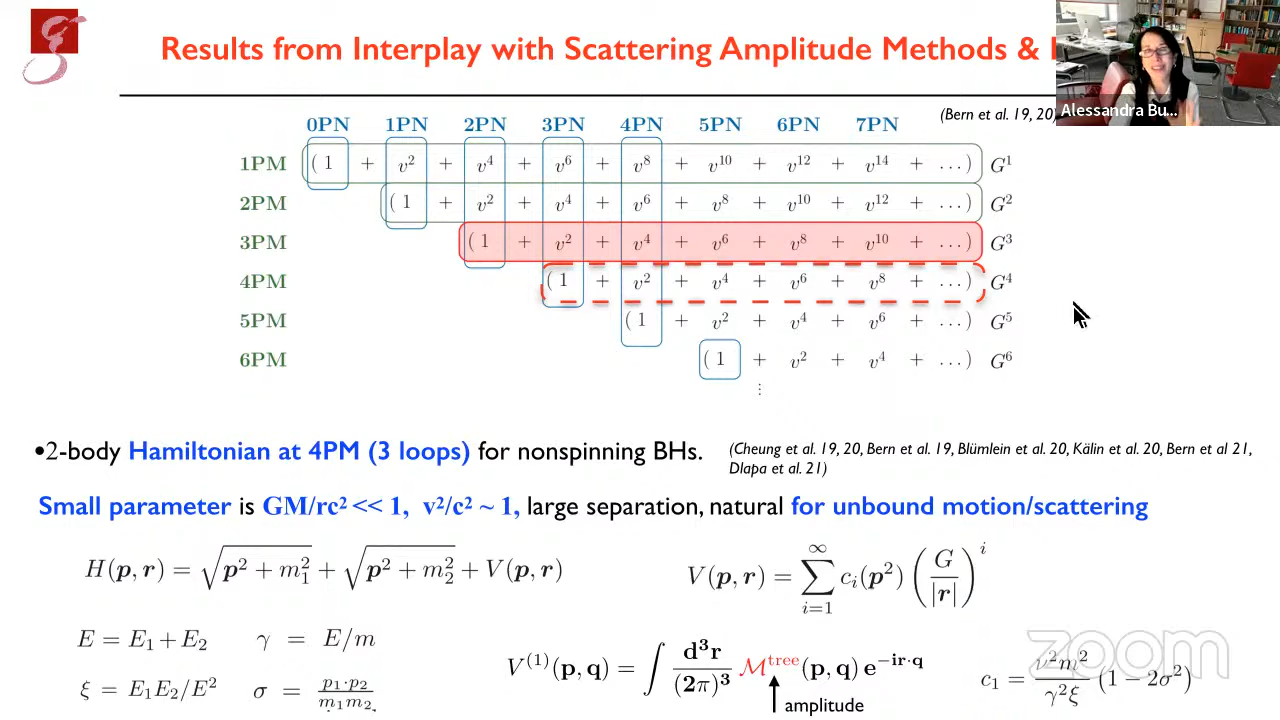 Results from Interplay with Scattering Amplitude Methods &
Alessandra Bu...
(Bern et al. 19, 20)
0PN 1PN 2PN 3PN 4PN 5PN 6PN 7PN
1PM ( 1 + v² + v⁴ + v⁶ + v⁸ + v¹⁰ + v¹² + v¹⁴ + ... ) G¹
2PM ( 1 + v² + v⁴ + v⁶ + v⁸ + v¹⁰ + v¹² + ... ) G²
3PM ( 1 + v² + v⁴ + v⁶ + v⁸ + v¹⁰ + ... ) G³
4PM ( 1 + v² + v⁴ + v⁶ + v⁸ + ... ) G⁴
5PM ( 1 + v² + v⁴ + v⁶ + ... ) G⁵
6PM ( 1 + v² + v⁴ + ... ) G⁶
⋮
•2-body Hamiltonian at 4PM (3 loops) for nonspinning BHs.
(Cheung et al. 19, 20, Bern et al. 19, Blümlein et al. 20, Kälin et al. 20, Bern et al 21,
Dlapa et al. 21)
Small parameter is GM/rc² << 1, v²/c² ~ 1, large separation, natural for unbound motion/scattering
H(p, r) = √(p² + m₁²) + √(p² + m₂²) + V(p, r)
V(p, r) = ∑_{i=1}^{∞} c_i(p²) (G/|r|)^i
E = E₁ + E₂ γ = E/m
ξ = E₁E₂/E² σ = p₁·p₂/m₁m₂,
V⁽¹⁾(p, q) = ∫ d³r/(2π)³ M^tree(p, q) e^{-ir·q}
amplitude
c₁ = ν²m²/γ²ξ (1 − 2σ²)
zoom